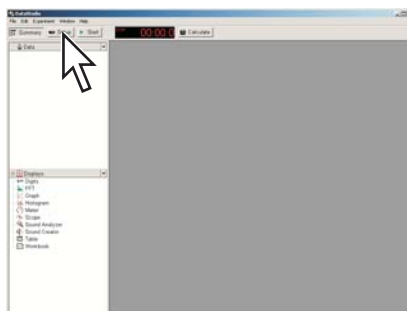 DataStudio
File Edit Experiment Window Help
Summary Setup Start 00:00.0 Calculate
Data
Displays
Digits
FFT
Graph
Histogram
Meter
Scope
Sound Analyzer
Sound Creator
Table
Workbook